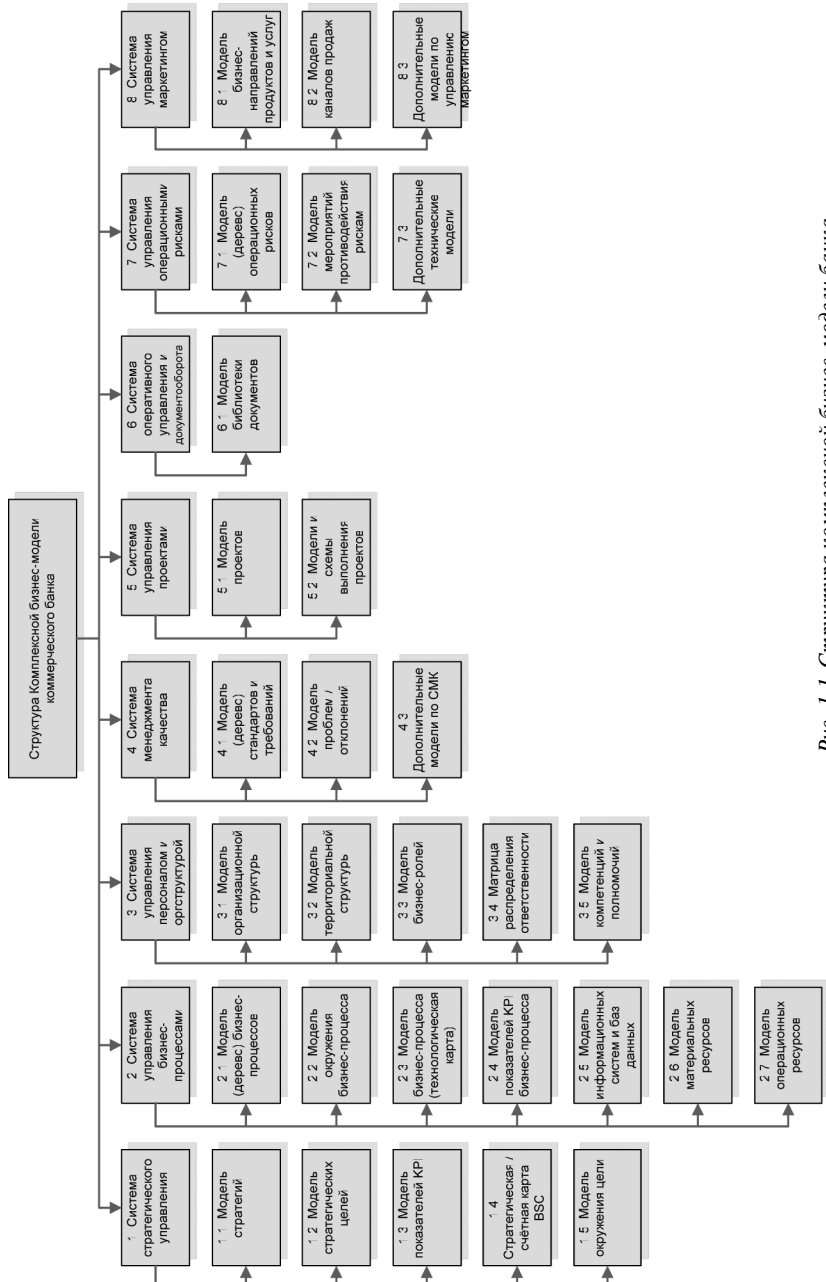 Структура Комплексной бизнес-модели
коммерческого банка
1 Система
стратегического
управления
1 1 Модель
стратегий
1 2 Модель
стратегических
целей
1 3 Модель
показателей KPI
1 4
Стратегическая /
счётная карта
BSC
1 5 Модель
окружения цели
2 Система
управления
бизнес-
процессами
2 1 Модель
(дерево) бизнес-
процессов
2 2 Модель
окружения
бизнес-процесса
2 3 Модель
бизнес-процесса
(технологическая
карта)
2 4 Модель
показателей KPI
бизнес-процесса
2 5 Модель
информационных
систем и баз
данных
2 6 Модель
материальных
ресурсов
2 7 Модель
операционных
ресурсов
3 Система
управления
персоналом и
оргструктурой
3 1 Модель
организационной
структуры
3 2 Модель
территориальной
структуры
3 3 Модель
бизнес-ролей
3 4 Матрица
распределения
ответственности
3 5 Модель
компетенций и
полномочий
4 Система
менеджмента
качества
4 1 Модель
(дерево)
стандартов и
требований
4 2 Модель
проблем /
отклонений
4 3
Дополнительные
модели по СМК
5 Система
управления
проектами
5 1 Модель
проектов
5 2 Модели и
схемы
выполнения
проектов
6 Система
оперативного
управления и
документооборота
6 1 Модель
библиотеки
документов
7 Система
управления
операционными
рисками
7 1 Модель
(дерево)
операционных
рисков
7 2 Модель
мероприятий
противодействия
рискам
7 3
Дополнительные
технические
модели
8 Система
управления
маркетингом
8 1 Модель
бизнес-
направлений
продуктов и услуг
8 2 Модель
каналов продаж
8 3
Дополнительные
модели по
управлению
маркетингом
Рис. 1.1. Структура комплексной бизнес-модели банка